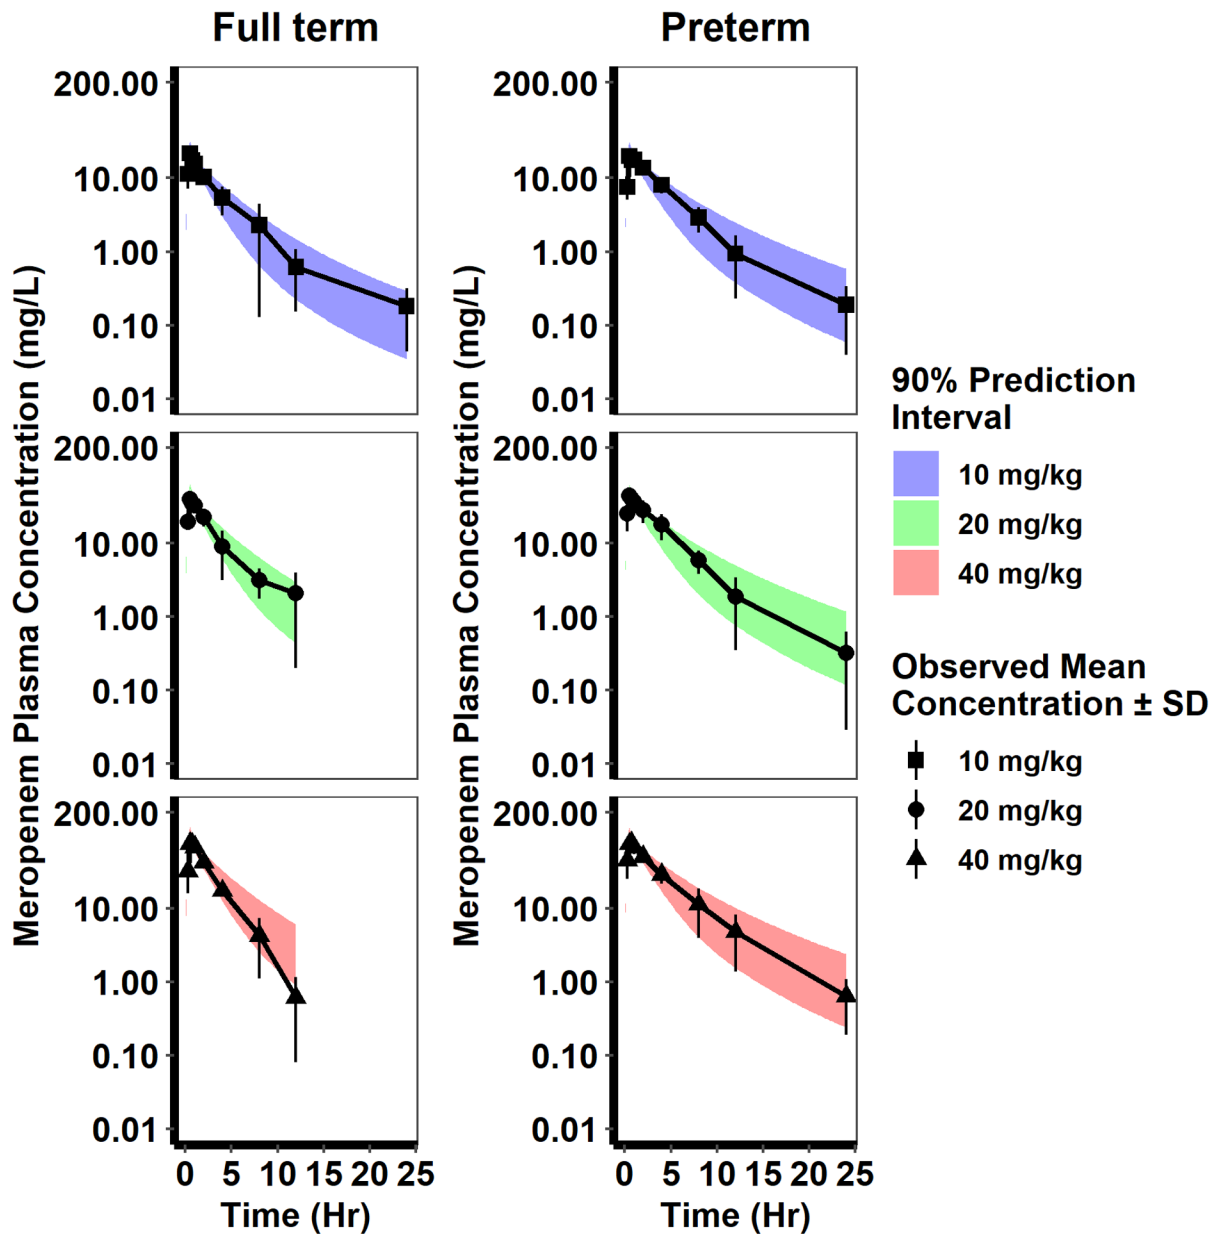 Full term
Preterm
Meropenem Plasma Concentration (mg/L)
200.00
10.00
1.00
0.10
0.01
200.00
10.00
1.00
0.10
0.01
200.00
10.00
1.00
0.10
0.01
0 5 10 15 20 25
Time (Hr)
Meropenem Plasma Concentration (mg/L)
200.00
10.00
1.00
0.10
0.01
200.00
10.00
1.00
0.10
0.01
200.00
10.00
1.00
0.10
0.01
0 5 10 15 20 25
Time (Hr)
90% Prediction
Interval
10 mg/kg
20 mg/kg
40 mg/kg
Observed Mean
Concentration ± SD
10 mg/kg
20 mg/kg
40 mg/kg